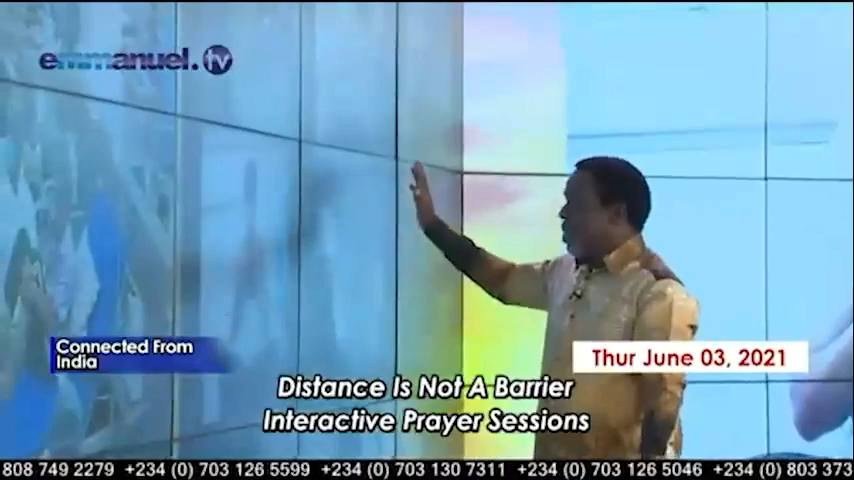 emmanuel.tv
Connected From
India
Thur June 03, 2021
Distance Is Not A Barrier
Interactive Prayer Sessions
808 749 2279 +234 (0) 703 126 5599 +234 (0) 703 130 7311 +234 (0) 703 126 5046 +234 (0) 803 373